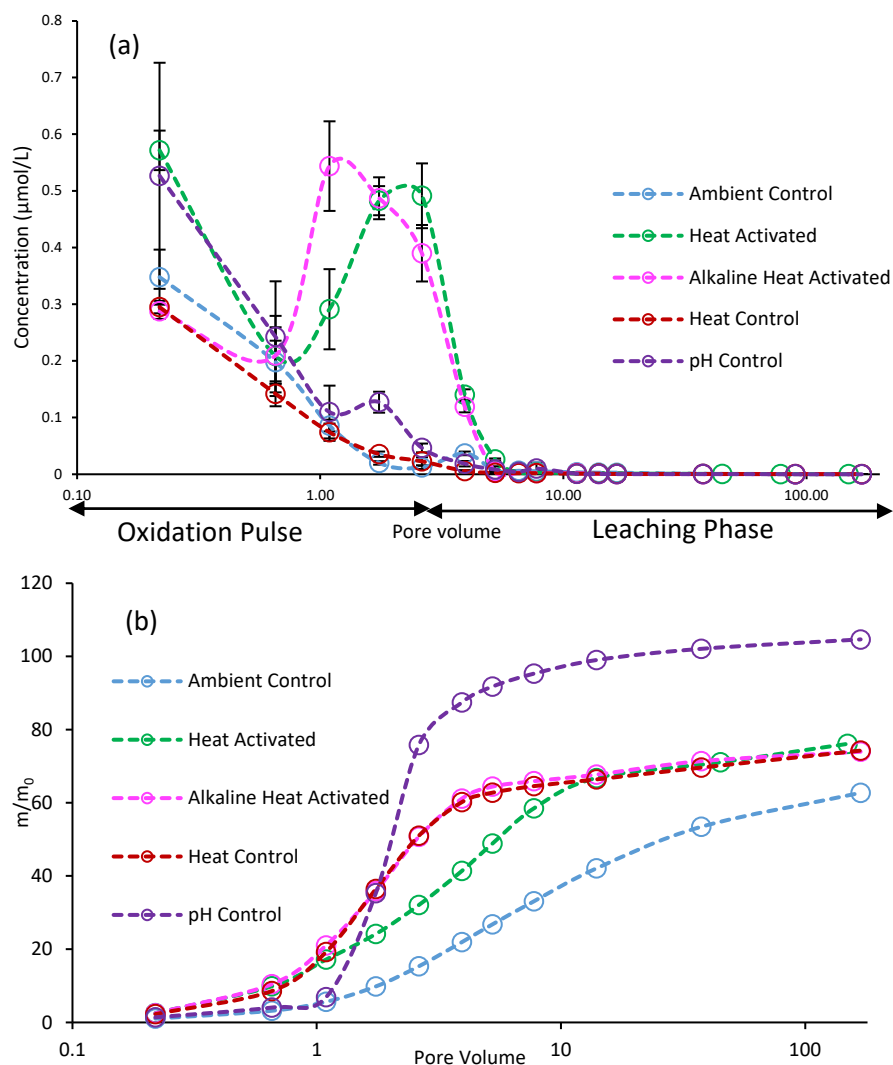 (a)
0.8
0.7
0.6
0.5
0.4
0.3
0.2
0.1
0
Concentration (µmol/L)
Ambient Control
Heat Activated
Alkaline Heat Activated
Heat Control
pH Control
0.10 1.00 10.00 100.00
Oxidation Pulse Pore volume Leaching Phase
(b)
120
100
80
60
40
20
0
m/m₀
Ambient Control
Heat Activated
Alkaline Heat Activated
Heat Control
pH Control
0.1 1 10 100
Pore Volume